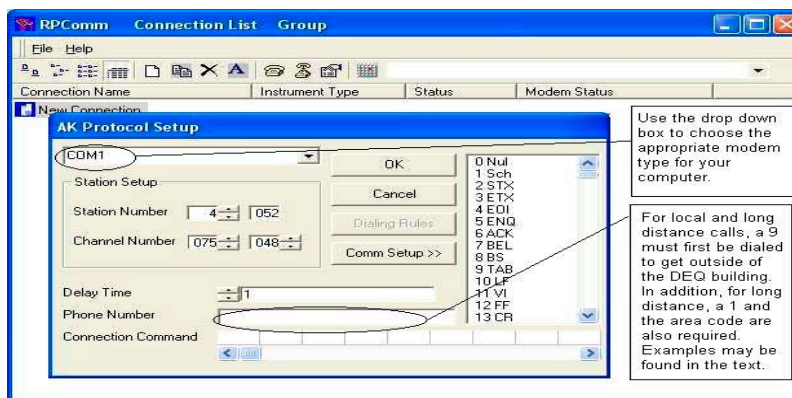 RPComm Connection List Group
File Help
Connection Name Instrument Type Status Modem Status
New Connection
AK Protocol Setup
COM1
OK
Cancel
Dialing Rules
Comm Setup >>
Station Setup
Station Number 4 052
Channel Number 075 048
Delay Time 1
Phone Number
Connection Command
0 Nul
1 Sch
2 STX
3 ETX
4 EOI
5 ENQ
6 ACK
7 BEL
8 BS
9 TAB
10 LF
11 VI
12 FF
13 CR
Use the drop down
box to choose the
appropriate modem
type for your
computer.
For local and long
distance calls, a 9
must first be dialed
to get outside of
the DEQ building.
In addition, for long
distance, a 1 and
the area code are
also required.
Examples may be
found in the text.